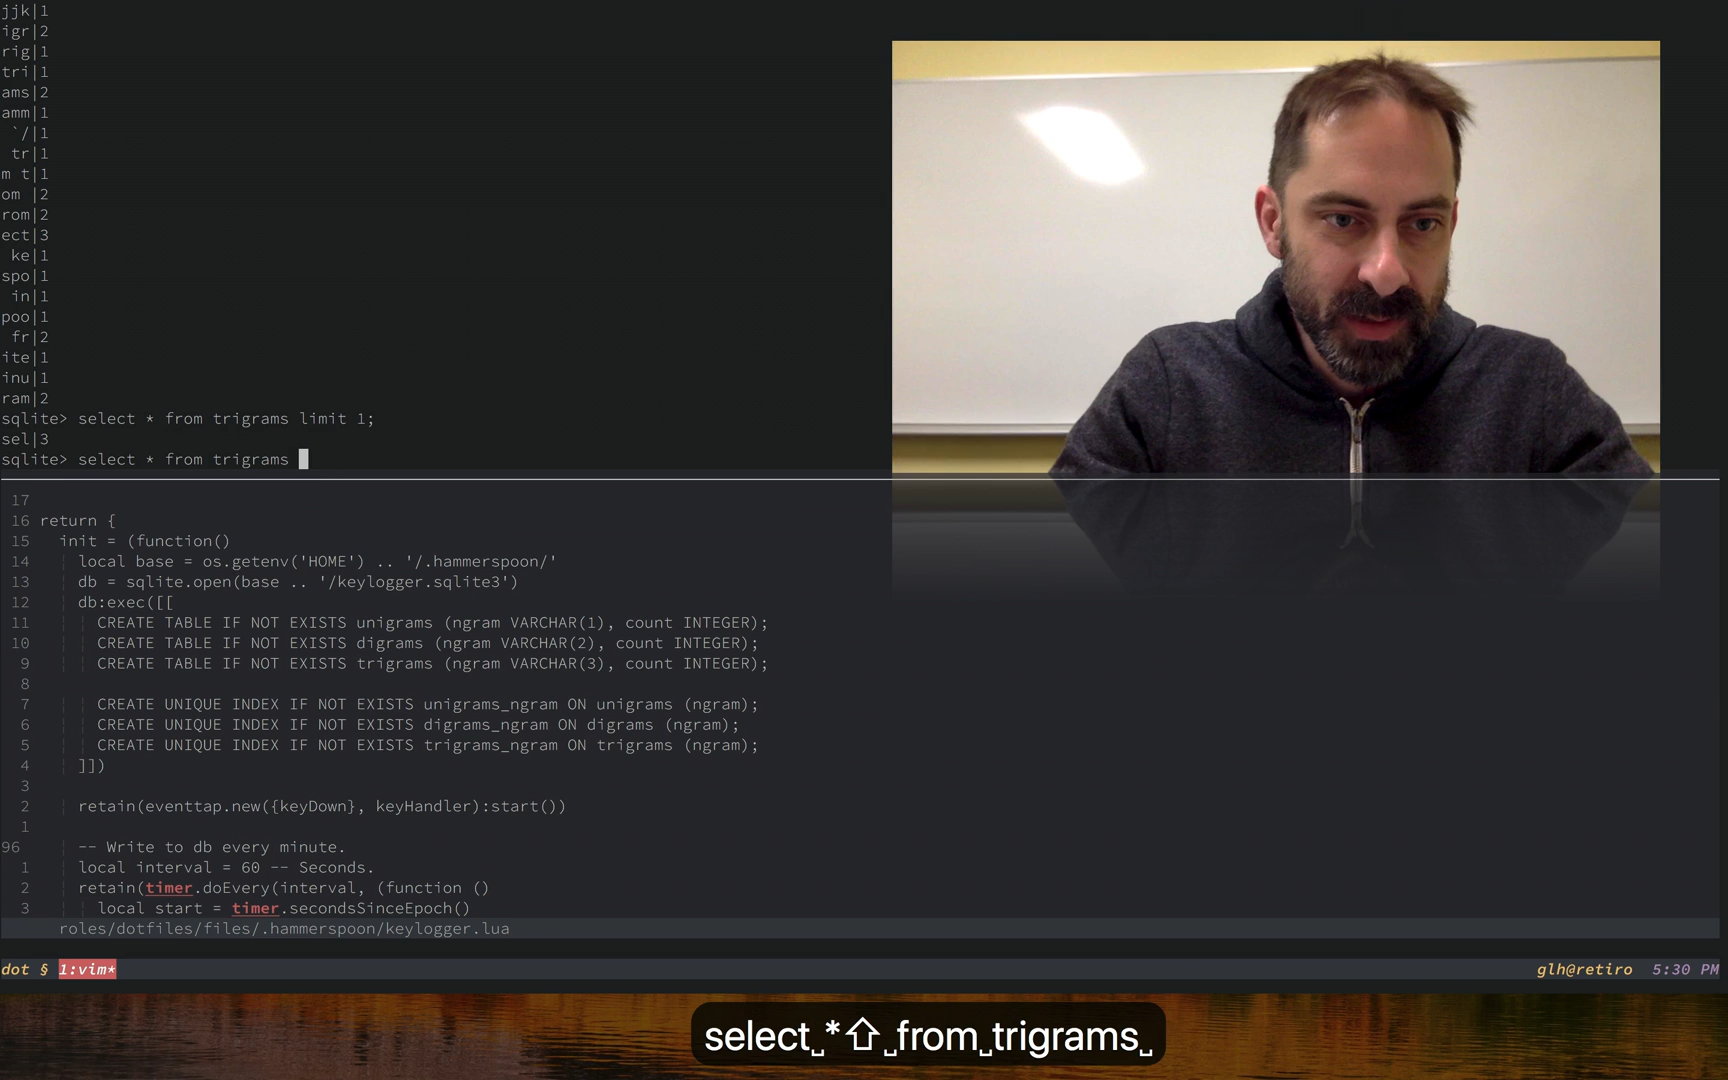 jjk|1
igr|2
rig|1
tri|1
ams|2
amm|1
 `/|1
 tr|1
m t|1
om |2
rom|2
ect|3
 ke|1
spo|1
 in|1
poo|1
 fr|2
ite|1
inu|1
ram|2
sqlite> select * from trigrams limit 1;
sel|3
sqlite> select * from trigrams
17
16 return {
15   init = (function()
14     local base = os.getenv('HOME') .. '/.hammerspoon/'
13     db = sqlite.open(base .. '/keylogger.sqlite3')
12     db:exec([[
11       CREATE TABLE IF NOT EXISTS unigrams (ngram VARCHAR(1), count INTEGER);
10       CREATE TABLE IF NOT EXISTS digrams (ngram VARCHAR(2), count INTEGER);
9       CREATE TABLE IF NOT EXISTS trigrams (ngram VARCHAR(3), count INTEGER);
8
7       CREATE UNIQUE INDEX IF NOT EXISTS unigrams_ngram ON unigrams (ngram);
6       CREATE UNIQUE INDEX IF NOT EXISTS digrams_ngram ON digrams (ngram);
5       CREATE UNIQUE INDEX IF NOT EXISTS trigrams_ngram ON trigrams (ngram);
4     ]])
3
2     retain(eventtap.new({keyDown}, keyHandler):start())
1
96     -- Write to db every minute.
1     local interval = 60 -- Seconds.
2     retain(timer.doEvery(interval, (function ()
3       local start = timer.secondsSinceEpoch()
roles/dotfiles/files/.hammerspoon/keylogger.lua
dot § 1:vim* glh@retiro 5:30 PM
select␣*⇧␣from␣trigrams␣